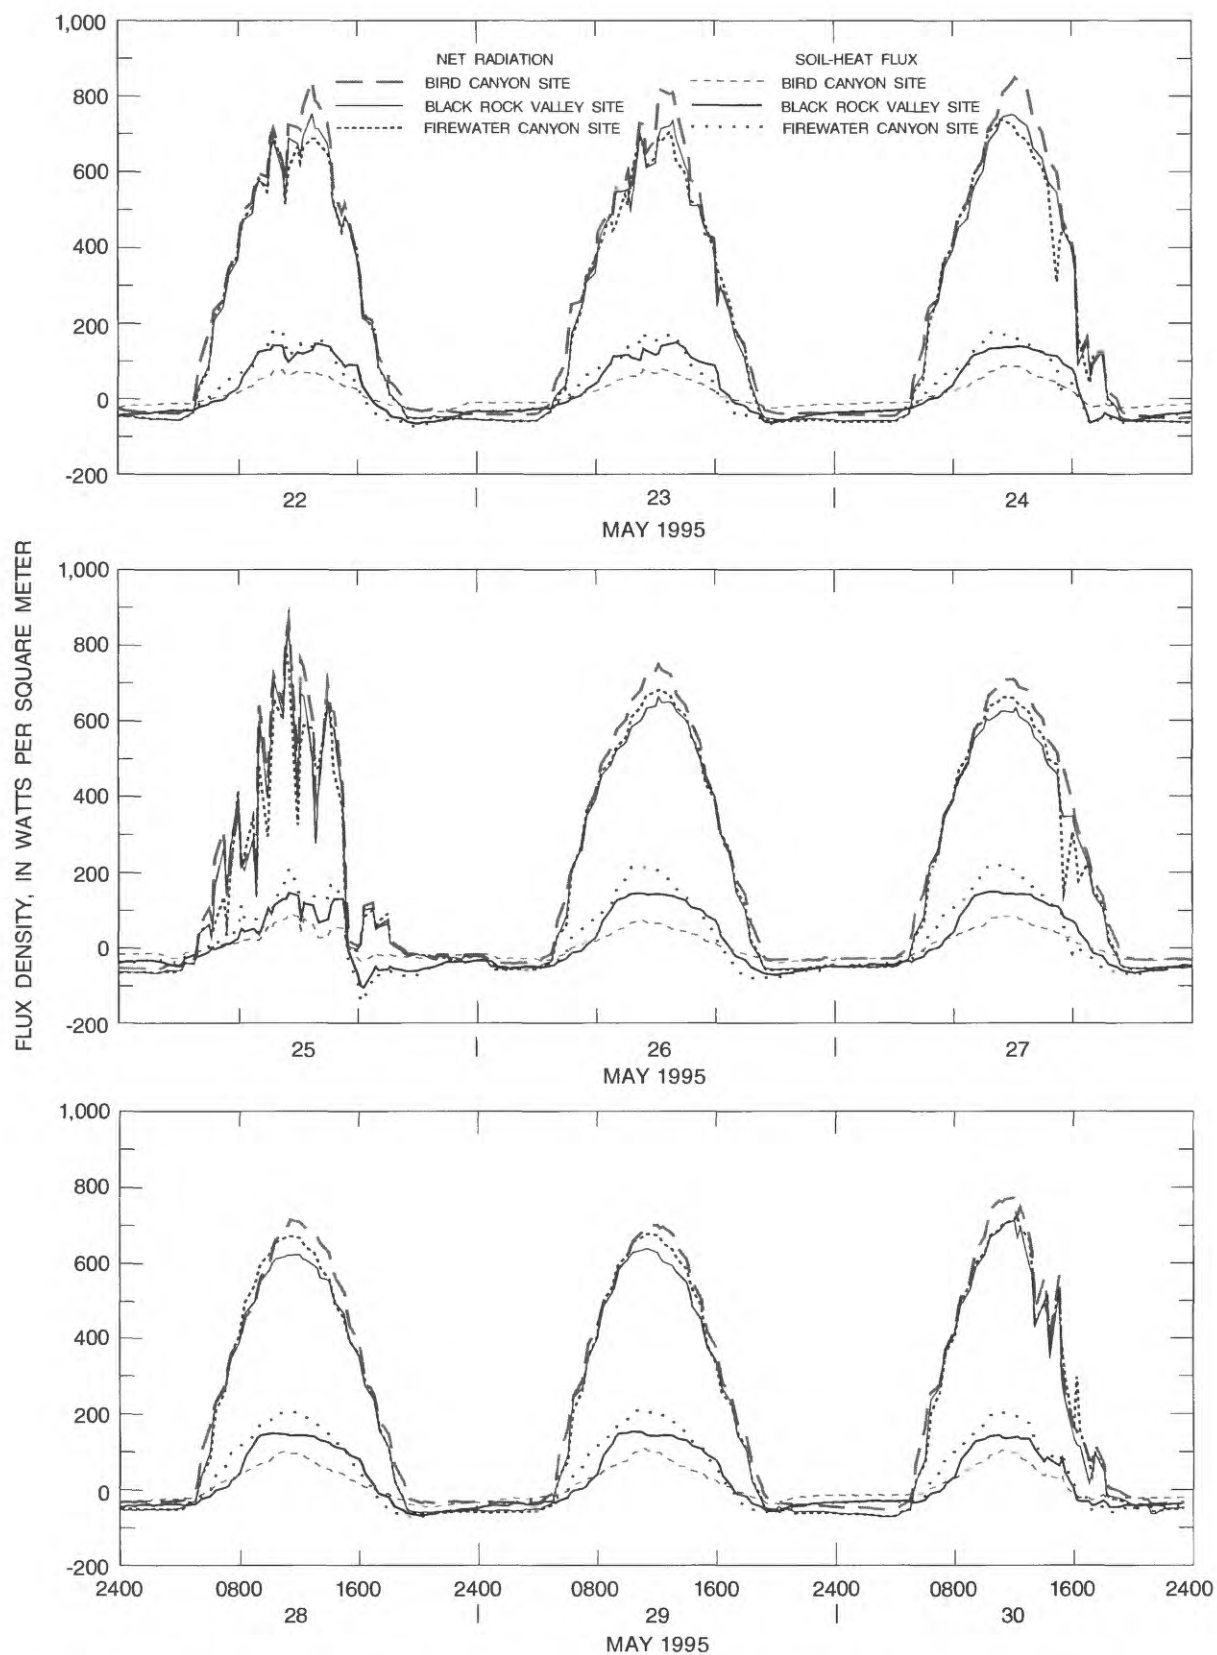 FLUX DENSITY, IN WATTS PER SQUARE METER
1,000
800
600
400
200
0
-200
NET RADIATION
BIRD CANYON SITE
BLACK ROCK VALLEY SITE
FIREWATER CANYON SITE
SOIL-HEAT FLUX
BIRD CANYON SITE
BLACK ROCK VALLEY SITE
FIREWATER CANYON SITE
22 23 24
MAY 1995
1,000
800
600
400
200
0
-200
25 26 27
MAY 1995
1,000
800
600
400
200
0
-200
2400 0800 1600 2400 0800 1600 2400 0800 1600 2400
28 29 30
MAY 1995